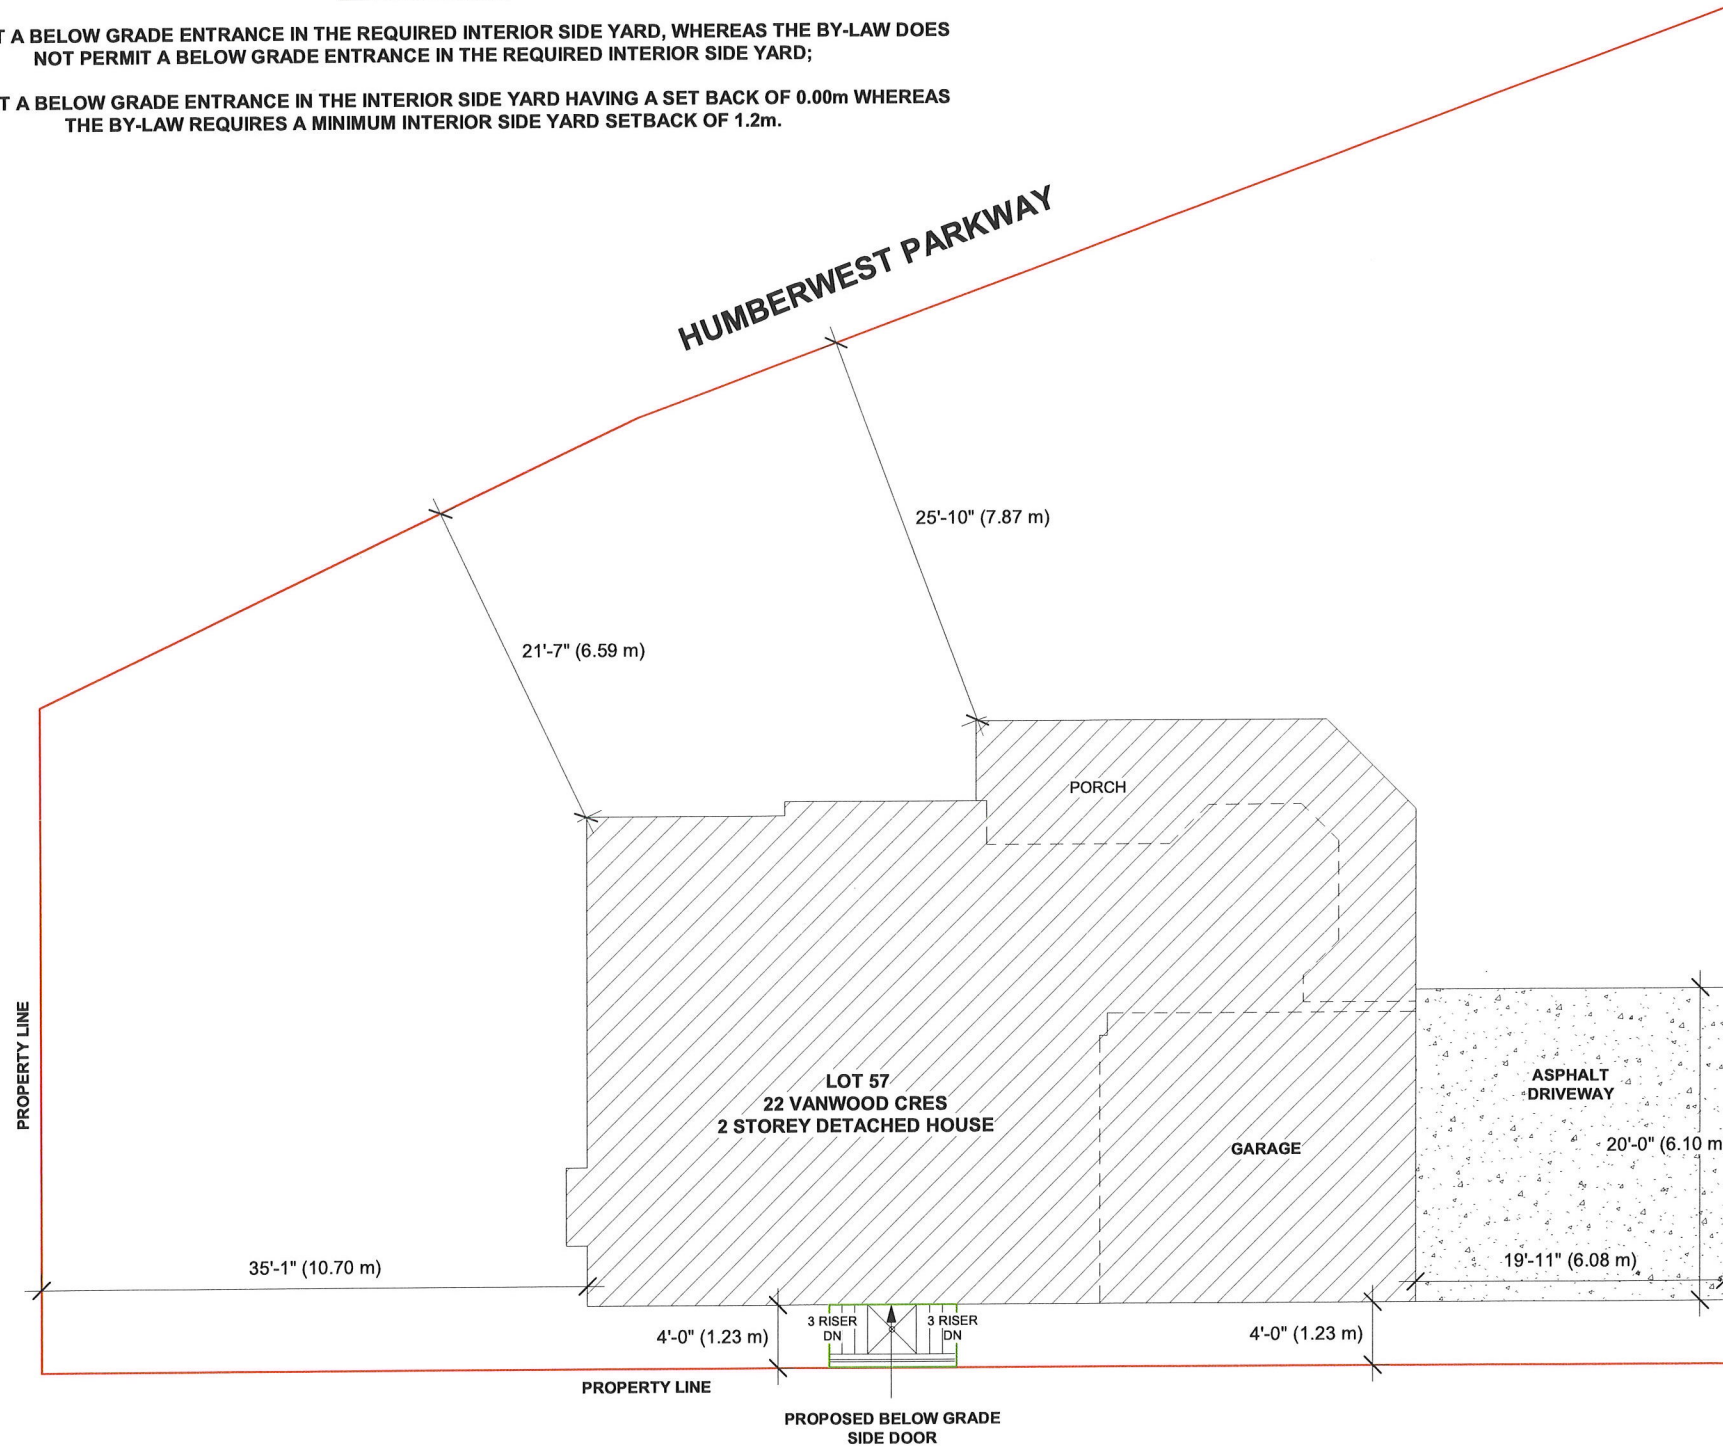 T A BELOW GRADE ENTRANCE IN THE REQUIRED INTERIOR SIDE YARD, WHEREAS THE BY-LAW DOES
NOT PERMIT A BELOW GRADE ENTRANCE IN THE REQUIRED INTERIOR SIDE YARD;
T A BELOW GRADE ENTRANCE IN THE INTERIOR SIDE YARD HAVING A SET BACK OF 0.00m WHEREAS
THE BY-LAW REQUIRES A MINIMUM INTERIOR SIDE YARD SETBACK OF 1.2m.
HUMBERWEST PARKWAY
25'-10" (7.87 m)
21'-7" (6.59 m)
PORCH
PROPERTY LINE
LOT 57
22 VANWOOD CRES
2 STOREY DETACHED HOUSE
GARAGE
ASPHALT
DRIVEWAY
20'-0" (6.10 m
19'-11" (6.08 m)
35'-1" (10.70 m)
4'-0" (1.23 m)
3 RISER
DN
3 RISER
DN
4'-0" (1.23 m)
PROPERTY LINE
PROPOSED BELOW GRADE
SIDE DOOR